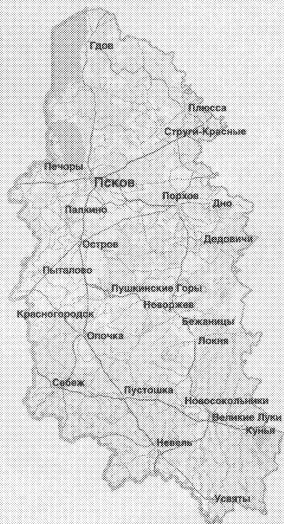 Гдов
Плюсса
Струги-Красные
Печоры
Псков
Порхов
Палкино
Дно
Дедовичи
Остров
Пыталово
Пушкинские Горы
Новоржев
Красногородск
Бежаницы
Опочка
Локня
Себеж
Пустошка
Новосокольники
Великие Луки
Кунья
Невель
Усвяты